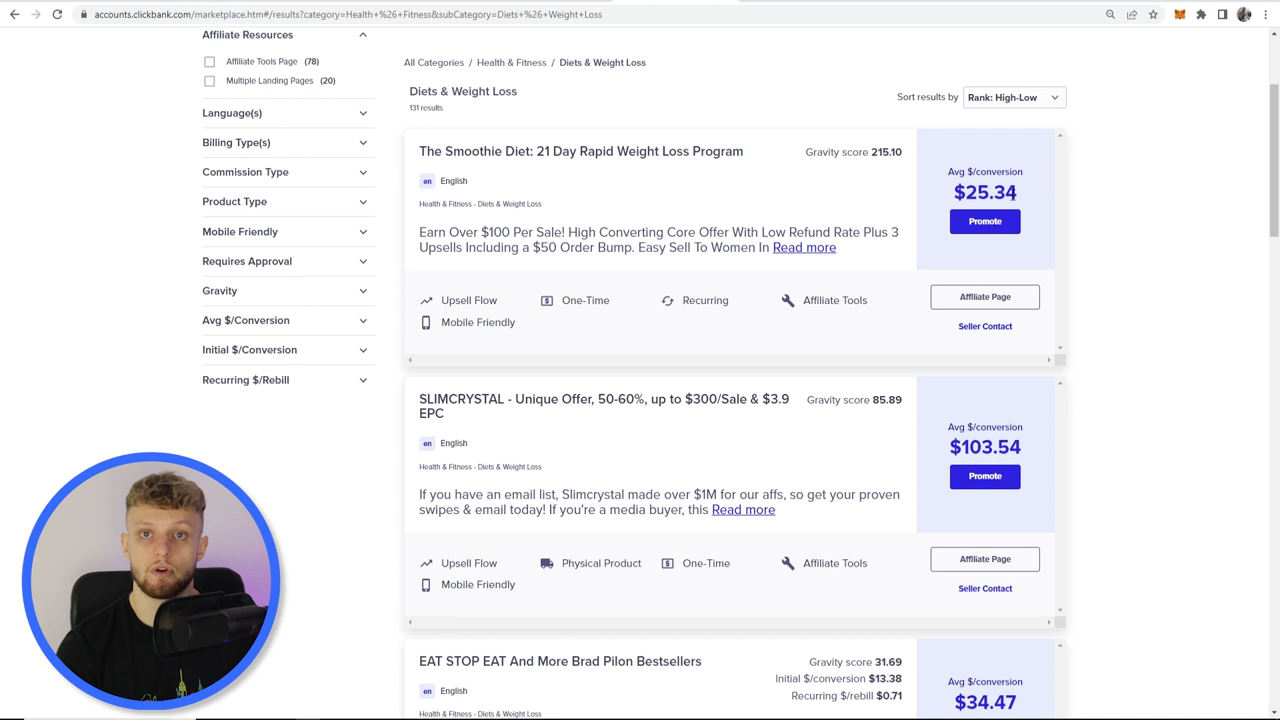 accounts.clickbank.com/marketplace.htm#/results?category=Health+%26+Fitness&subCategory=Diets+%26+Weight+Loss
Affiliate Resources
Affiliate Tools Page (78)
Multiple Landing Pages (20)
Language(s)
Billing Type(s)
Commission Type
Product Type
Mobile Friendly
Requires Approval
Gravity
Avg $/Conversion
Initial $/Conversion
Recurring $/Rebill
All Categories / Health & Fitness / Diets & Weight Loss
Diets & Weight Loss
131 results
Sort results by Rank: High-Low
The Smoothie Diet: 21 Day Rapid Weight Loss Program
Gravity score 215.10
en English
Health & Fitness - Diets & Weight Loss
Earn Over $100 Per Sale! High Converting Core Offer With Low Refund Rate Plus 3
Upsells Including a $50 Order Bump. Easy Sell To Women In Read more
Avg $/conversion
$25.34
Promote
Upsell Flow One-Time Recurring Affiliate Tools
Mobile Friendly
Affiliate Page
Seller Contact
SLIMCRYSTAL - Unique Offer, 50-60%, up to $300/Sale & $3.9
EPC
Gravity score 85.89
en English
Health & Fitness - Diets & Weight Loss
If you have an email list, Slimcrystal made over $1M for our affs, so get your proven
swipes & email today! If you're a media buyer, this Read more
Avg $/conversion
$103.54
Promote
Upsell Flow Physical Product One-Time Affiliate Tools
Mobile Friendly
Affiliate Page
Seller Contact
EAT STOP EAT And More Brad Pilon Bestsellers
Gravity score 31.69
Initial $/conversion $13.38
Recurring $/rebill $0.71
en English
Health & Fitness - Diets & Weight Loss
Avg $/conversion
$34.47